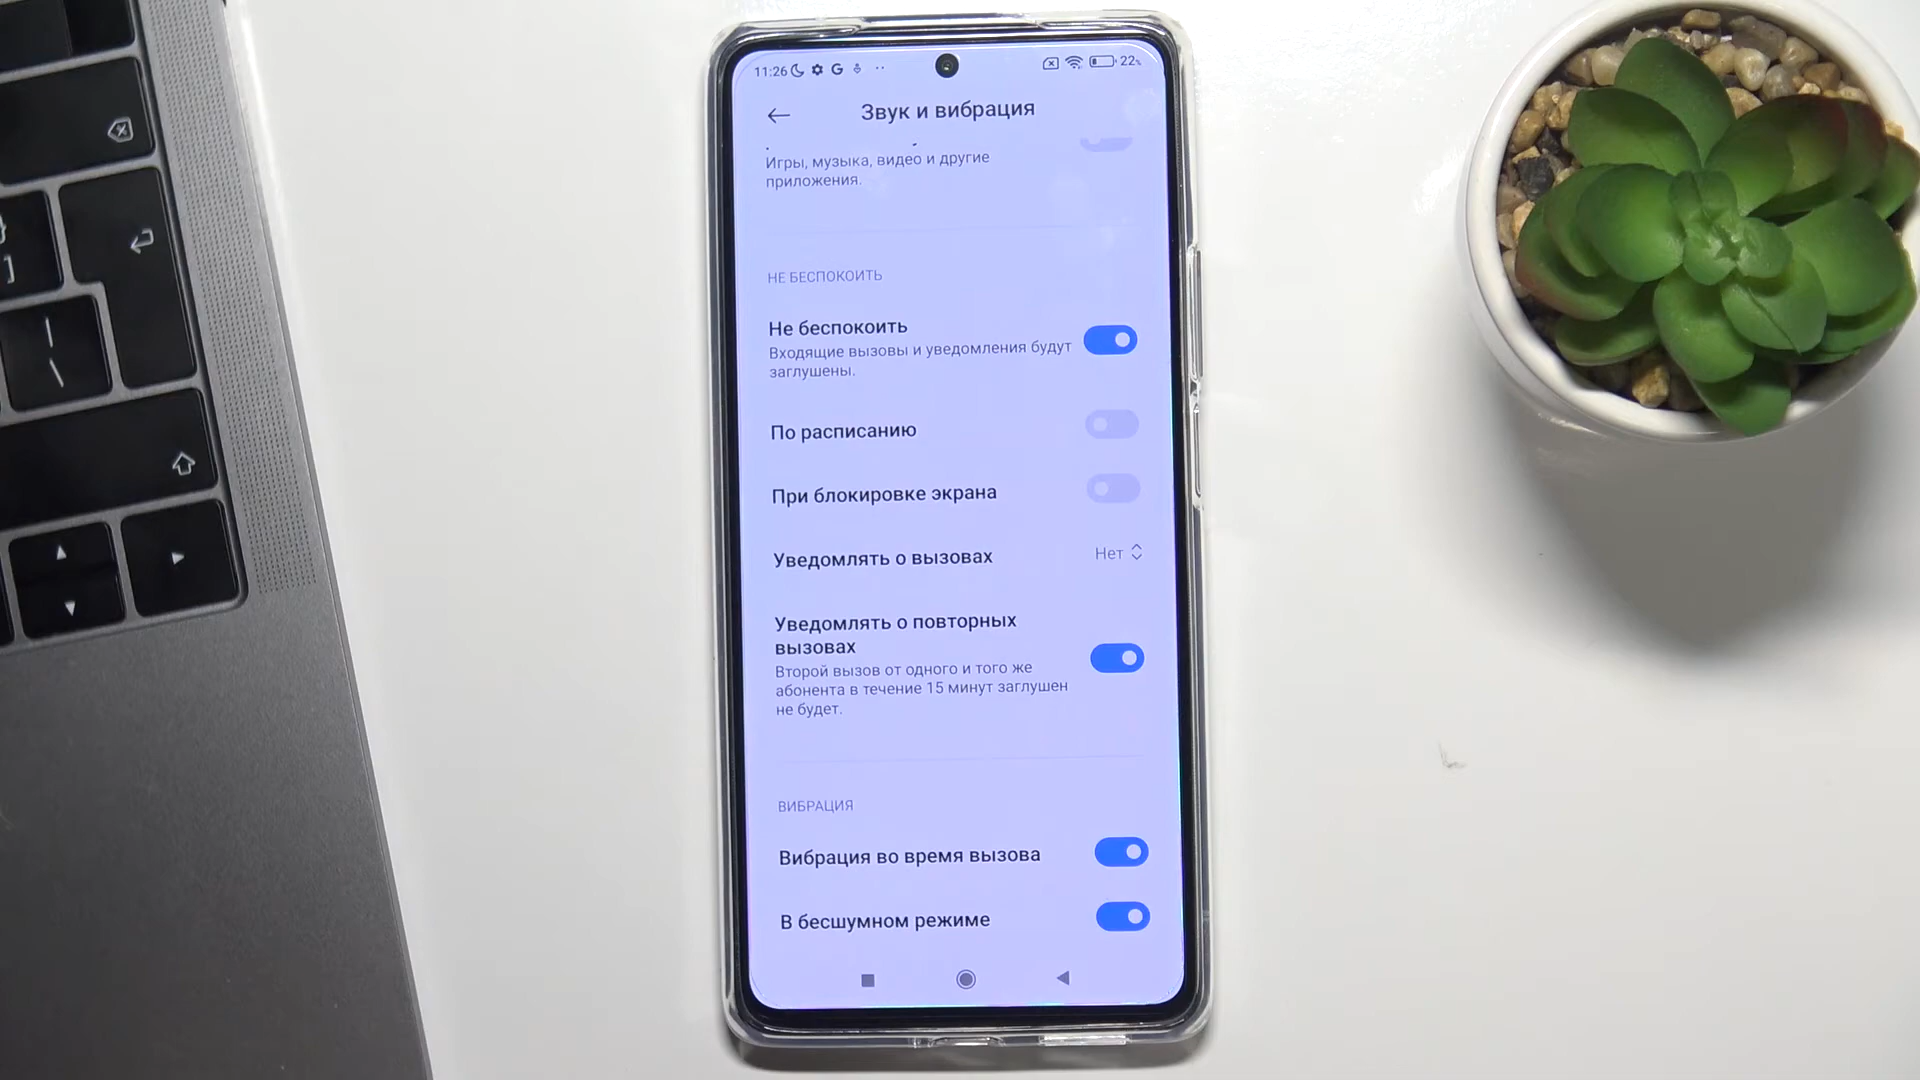 11:26
22%
Звук и вибрация
Игры, музыка, видео и другие
приложения.
НЕ БЕСПОКОИТЬ
Не беспокоить
Входящие вызовы и уведомления будут
заглушены.
По расписанию
При блокировке экрана
Уведомлять о вызовах
Нет
Уведомлять о повторных
вызовах
Второй вызов от одного и того же
абонента в течение 15 минут заглушен
не будет.
ВИБРАЦИЯ
Вибрация во время вызова
В бесшумном режиме